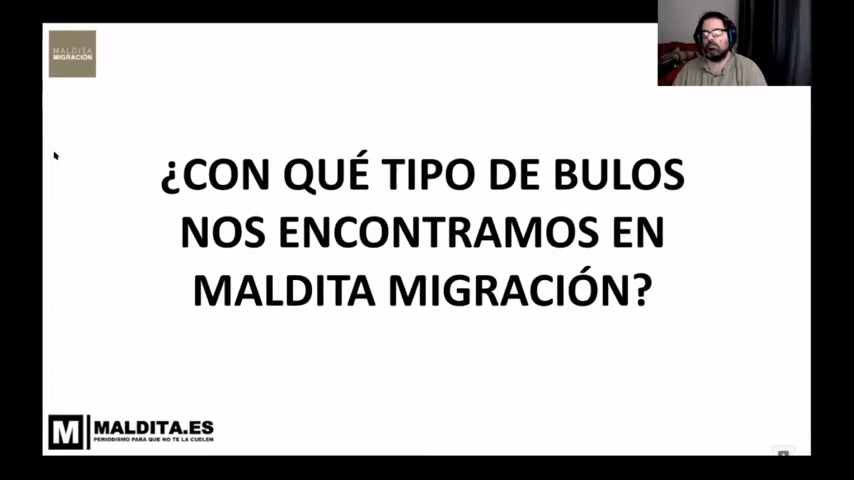 MALDITA
MIGRACIÓN
¿CON QUÉ TIPO DE BULOS
NOS ENCONTRAMOS EN
MALDITA MIGRACIÓN?
M MALDITA.ES
PERIODISMO PARA QUE NO TE LA CUELEN